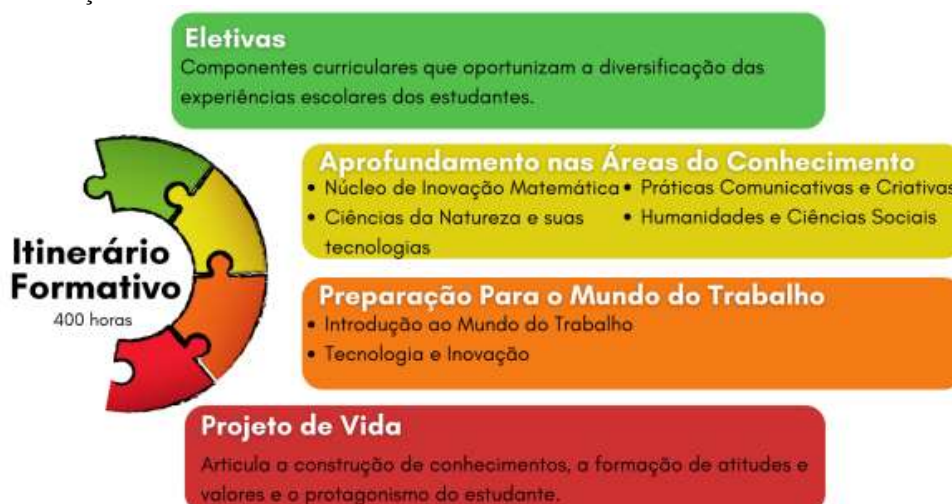 Eletivas
Componentes curriculares que oportunizam a diversificação das
experiências escolares dos estudantes.
Aprofundamento nas Áreas do Conhecimento
• Núcleo de Inovação Matemática
• Ciências da Natureza e suas
tecnologias
• Práticas Comunicativas e Criativas
• Humanidades e Ciências Sociais
Itinerário
Formativo
400 horas
Preparação Para o Mundo do Trabalho
• Introdução ao Mundo do Trabalho
• Tecnologia e Inovação
Projeto de Vida
Articula a construção de conhecimentos, a formação de atitudes e
valores e o protagonismo do estudante.